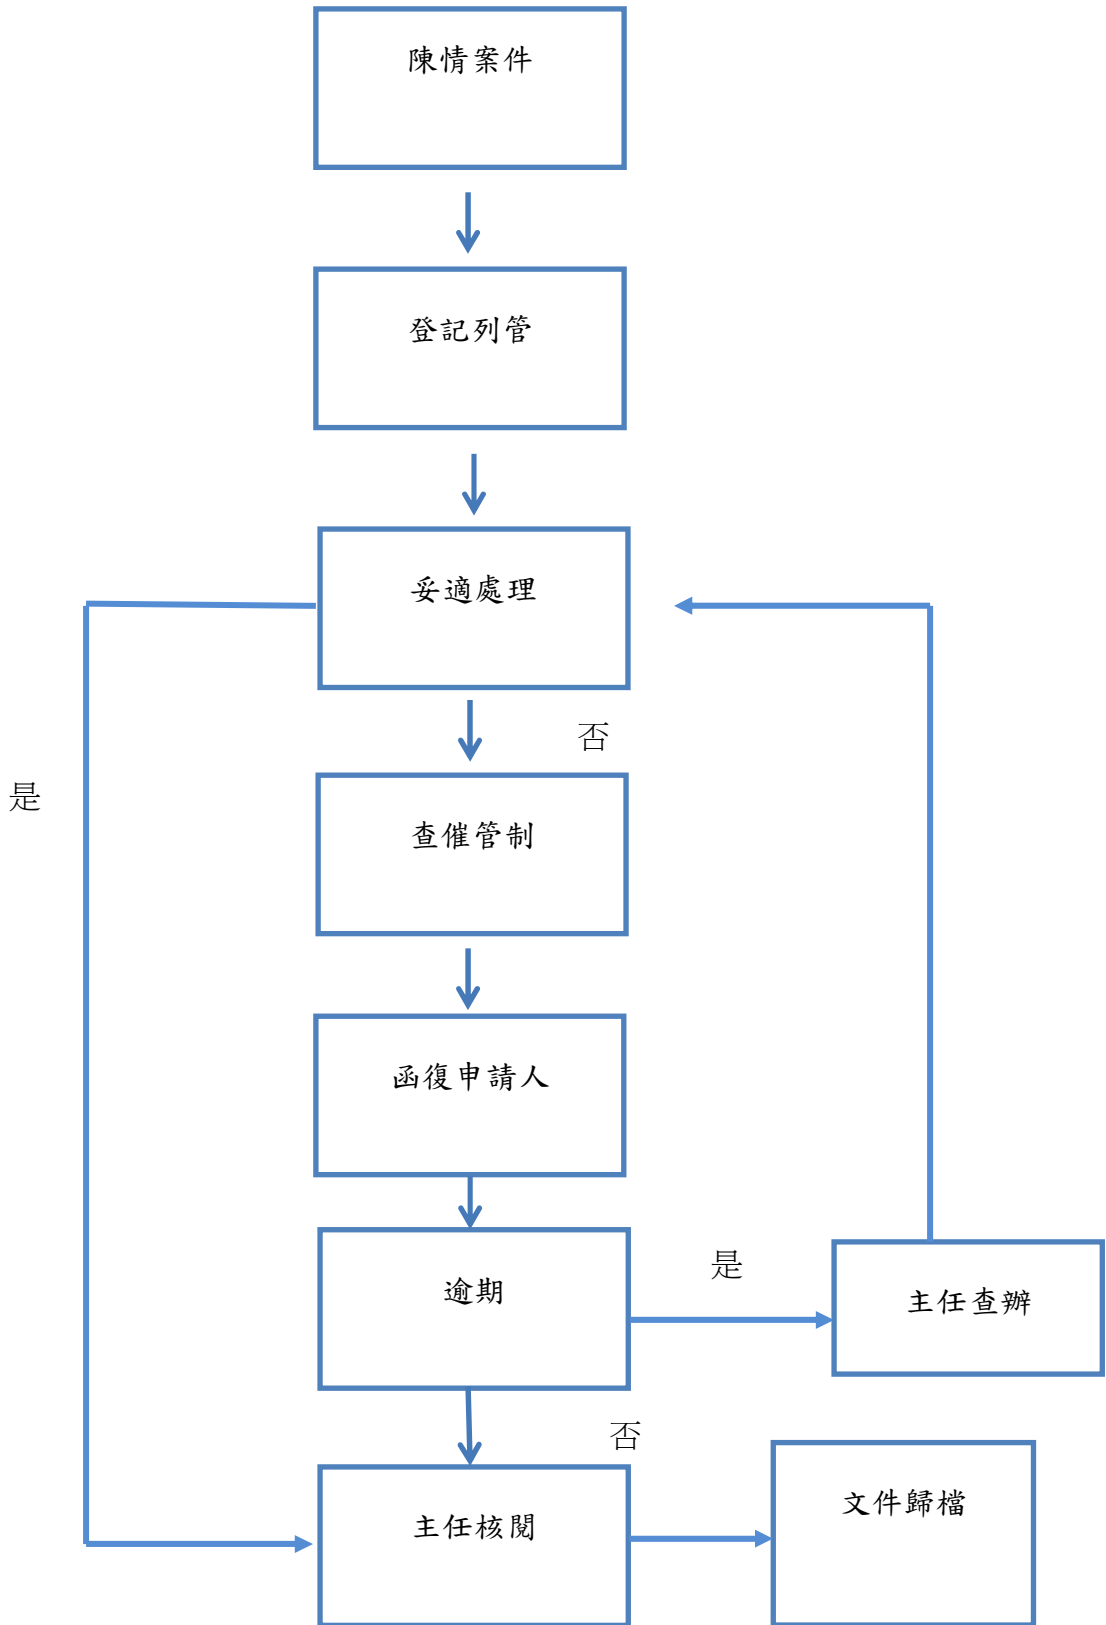 陳情案件
登記列管
妥適處理
否
是
查催管制
函復申請人
是
逾期
主任查辦
否
文件歸檔
主任核閱